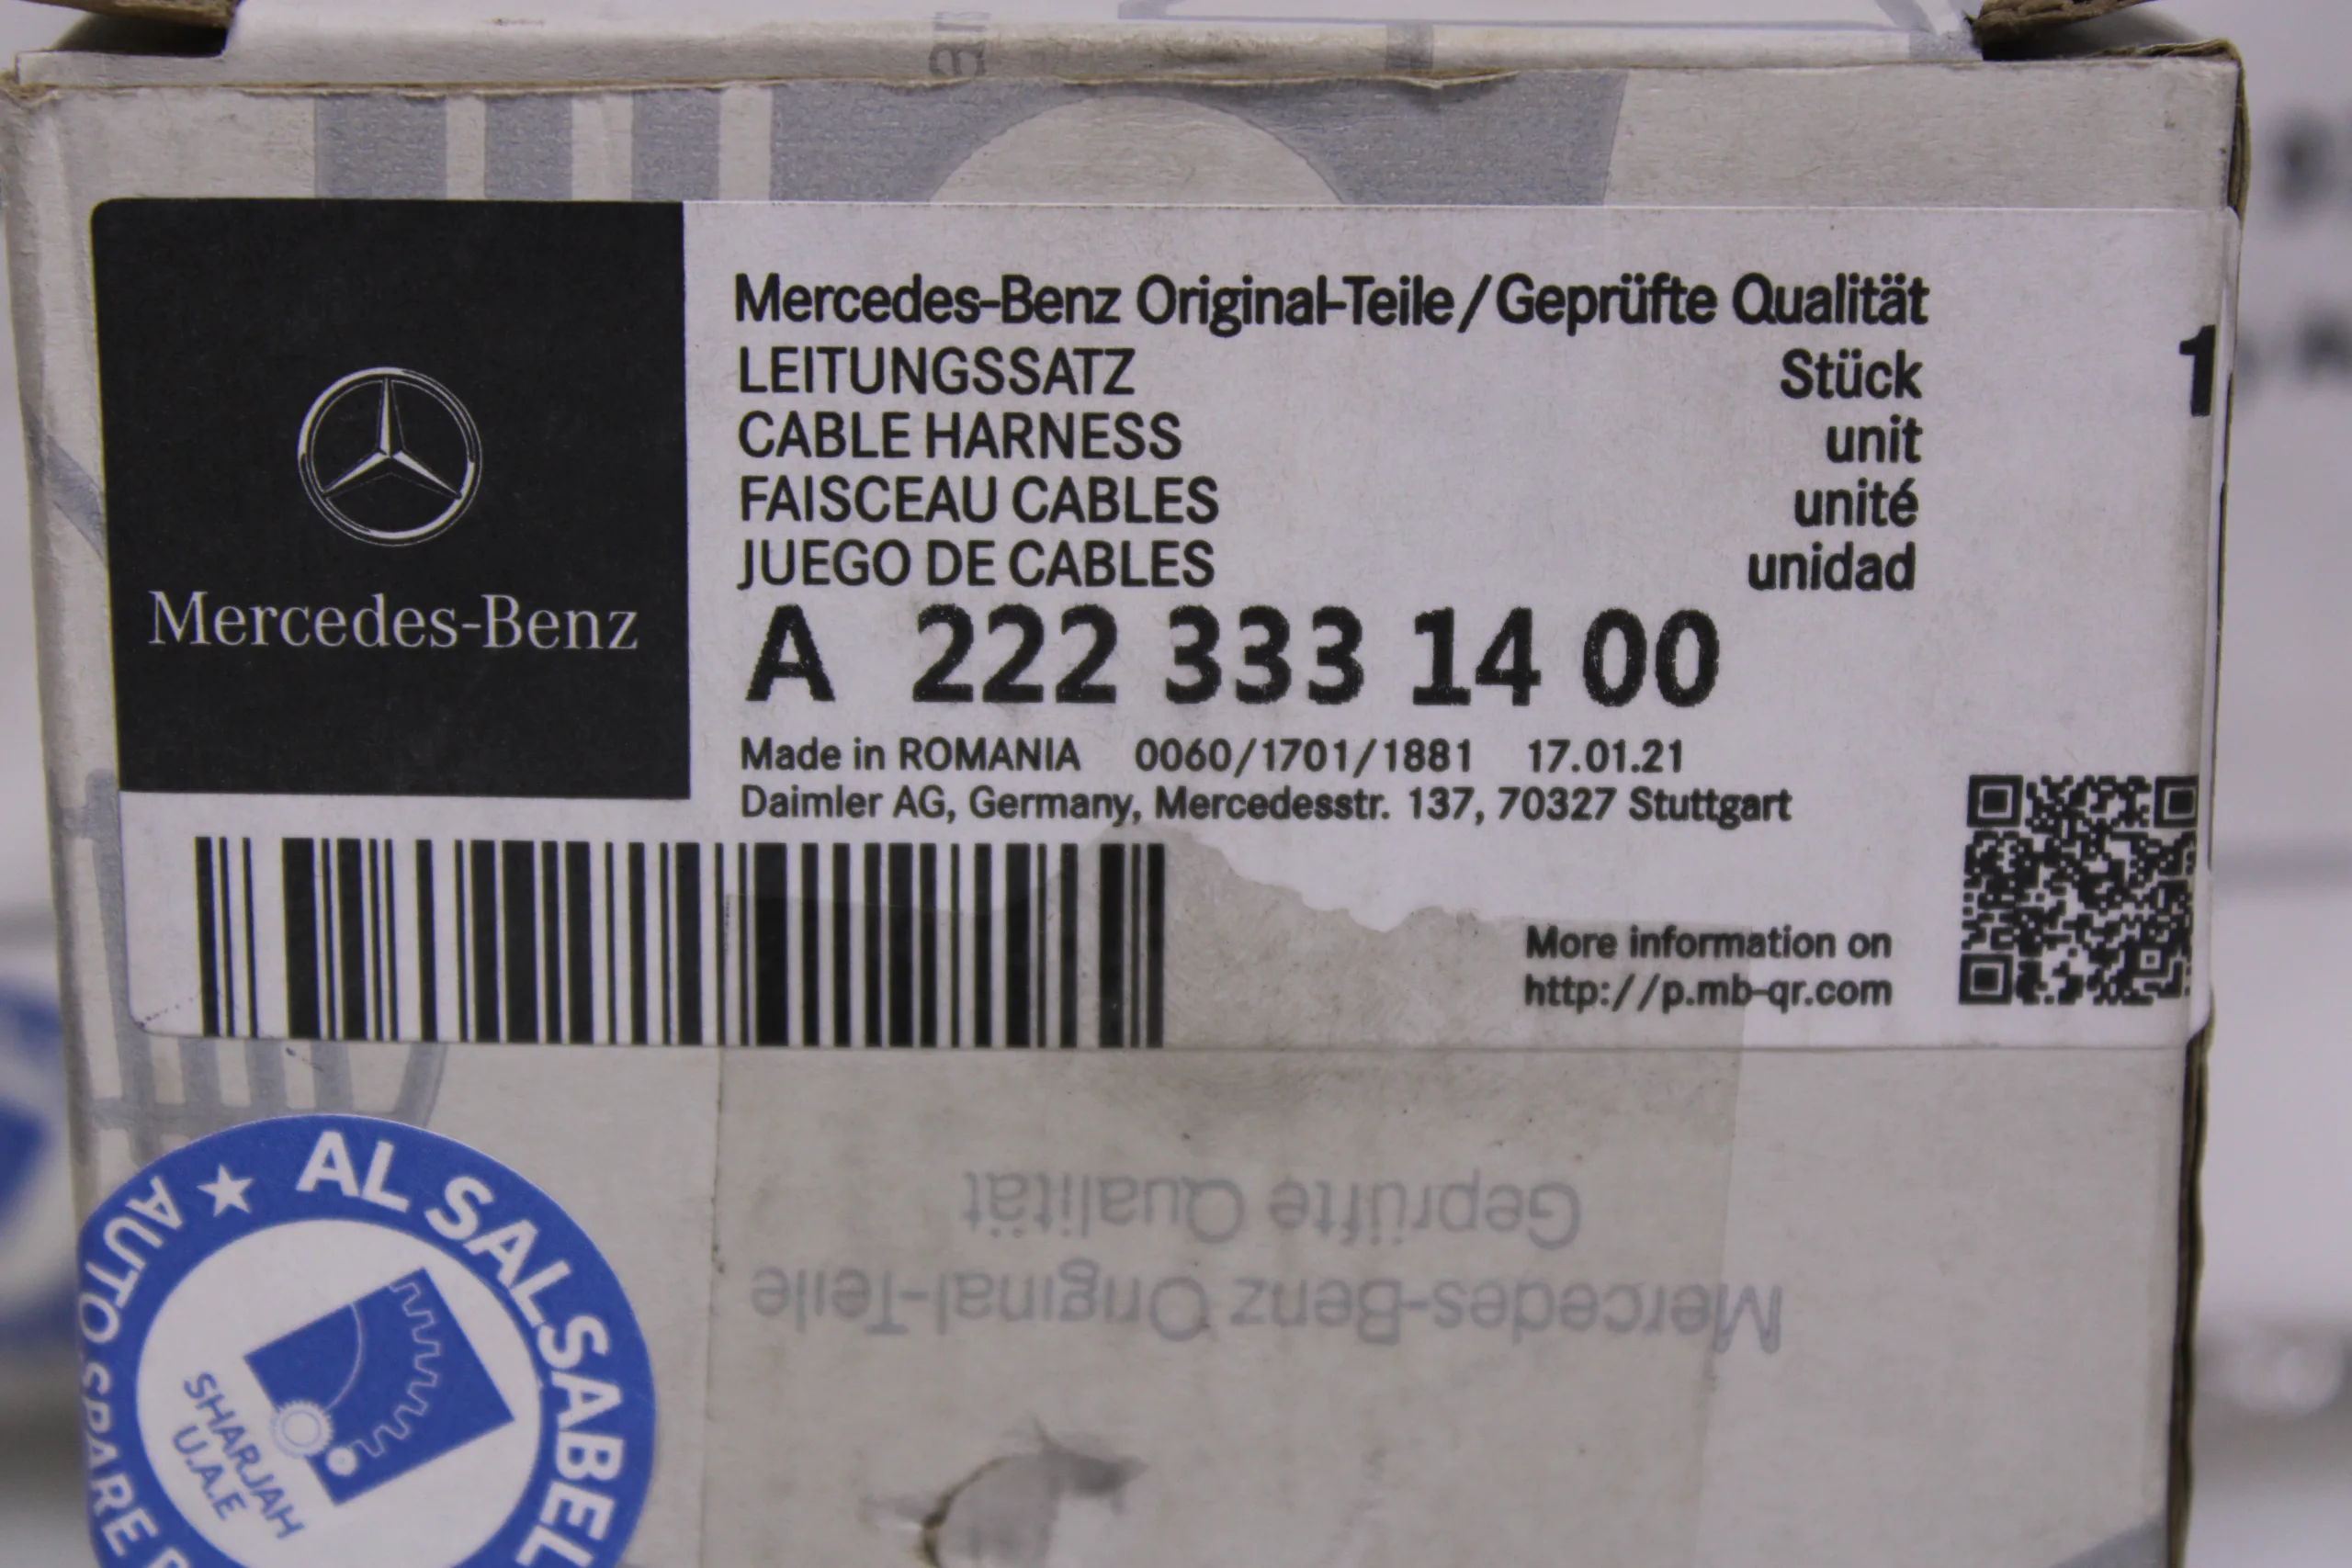 Mercedes-Benz
Mercedes-Benz Original-Teile/Geprüfte Qualität
LEITUNGSSATZ Stück 1
CABLE HARNESS unit
FAISCEAU CABLES unité
JUEGO DE CABLES unidad
A 222 333 14 00
Made in ROMANIA 0060/1701/1881 17.01.21
Daimler AG, Germany, Mercedesstr. 137, 70327 Stuttgart
More information on
http://p.mb-qr.com
Mercedes-Benz Original-Teile
Geprüfte Qualität
AL SALSABEL
AUTO SPARE
SHARJAH
U.A.E